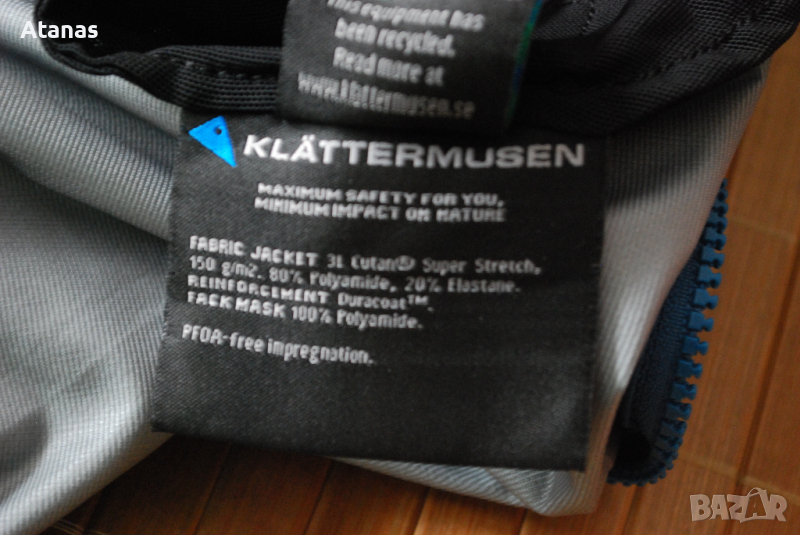 Atanas
This equipment has
been recycled.
Read more at
www.klattermusen.se
KLÄTTERMUSEN
MAXIMUM SAFETY FOR YOU,
MINIMUM IMPACT ON NATURE
FABRIC JACKET 3L Cutan® Super Stretch,
150 g/m2. 80% Polyamide, 20% Elastane.
REINFORCEMENT Duracoat™.
FACK MASK 100% Polyamide.
PFOA-free impregnation.
BAZAR